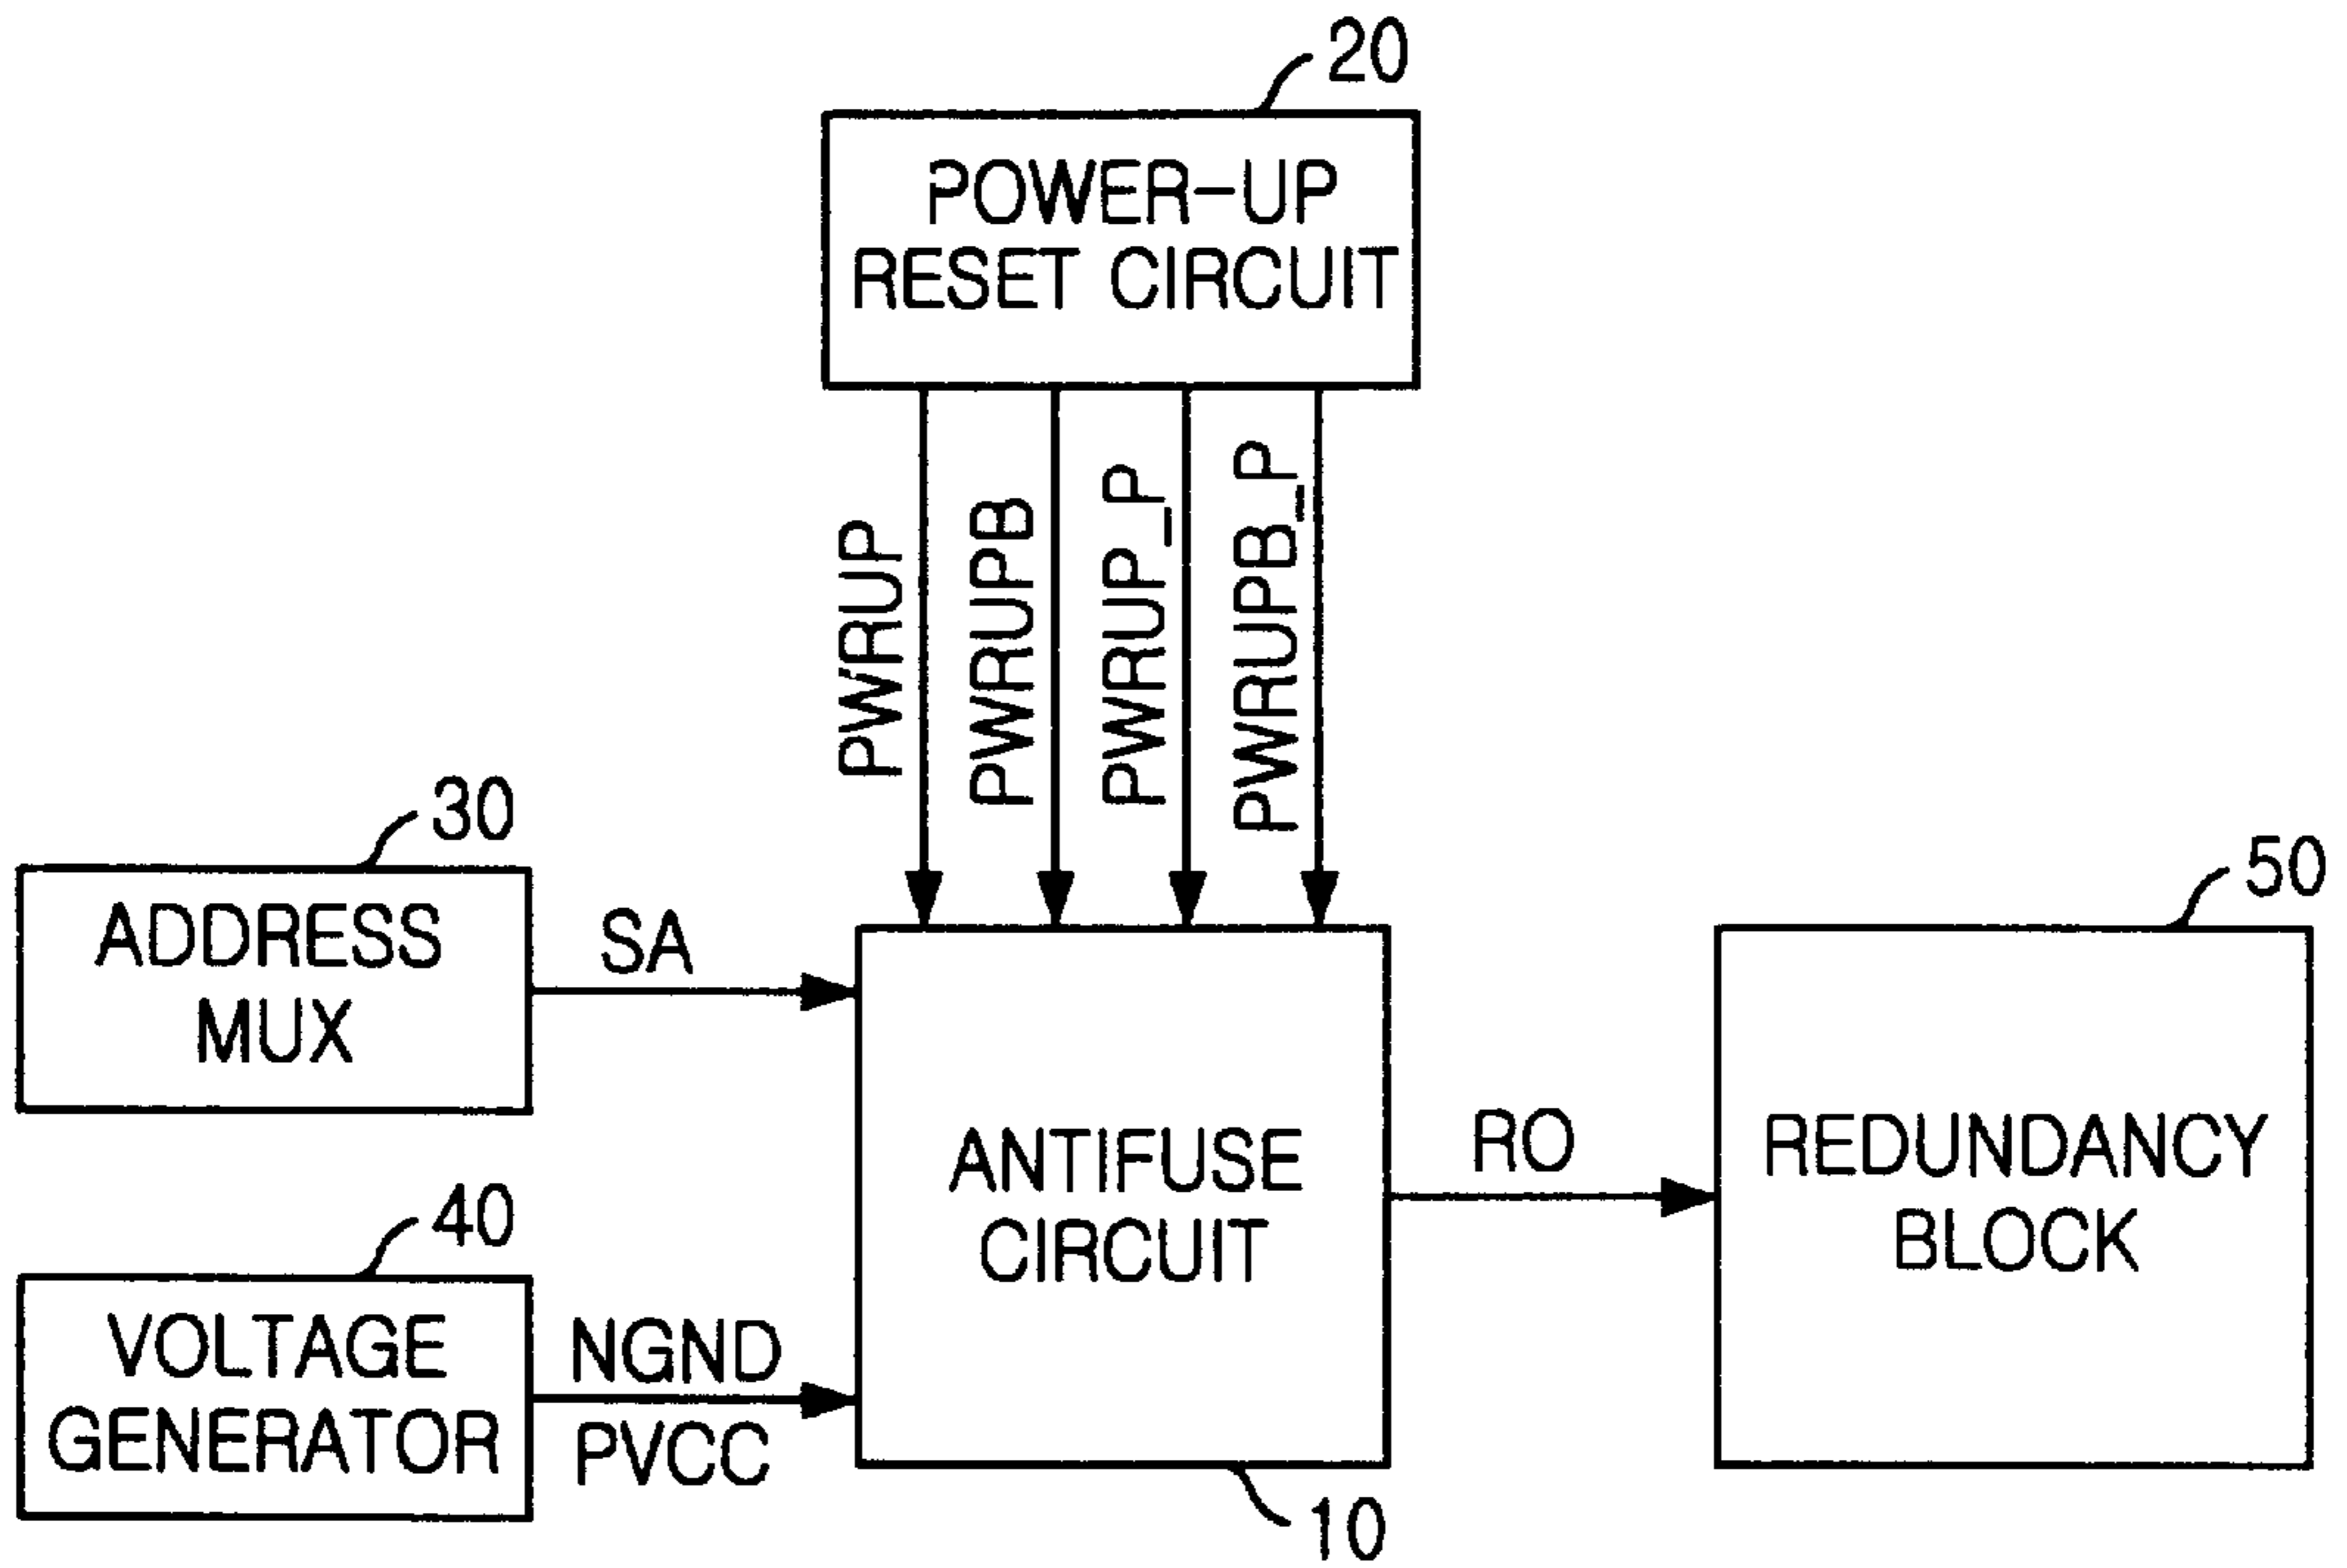 20
POWER-UP
RESET CIRCUIT
PWRUP
PWRUPB
PWRUP_P
PWRUPB_P
30
ADDRESS
MUX
SA
50
40
VOLTAGE
GENERATOR
NGND
PVCC
ANTIFUSE
CIRCUIT
RO
REDUNDANCY
BLOCK
10